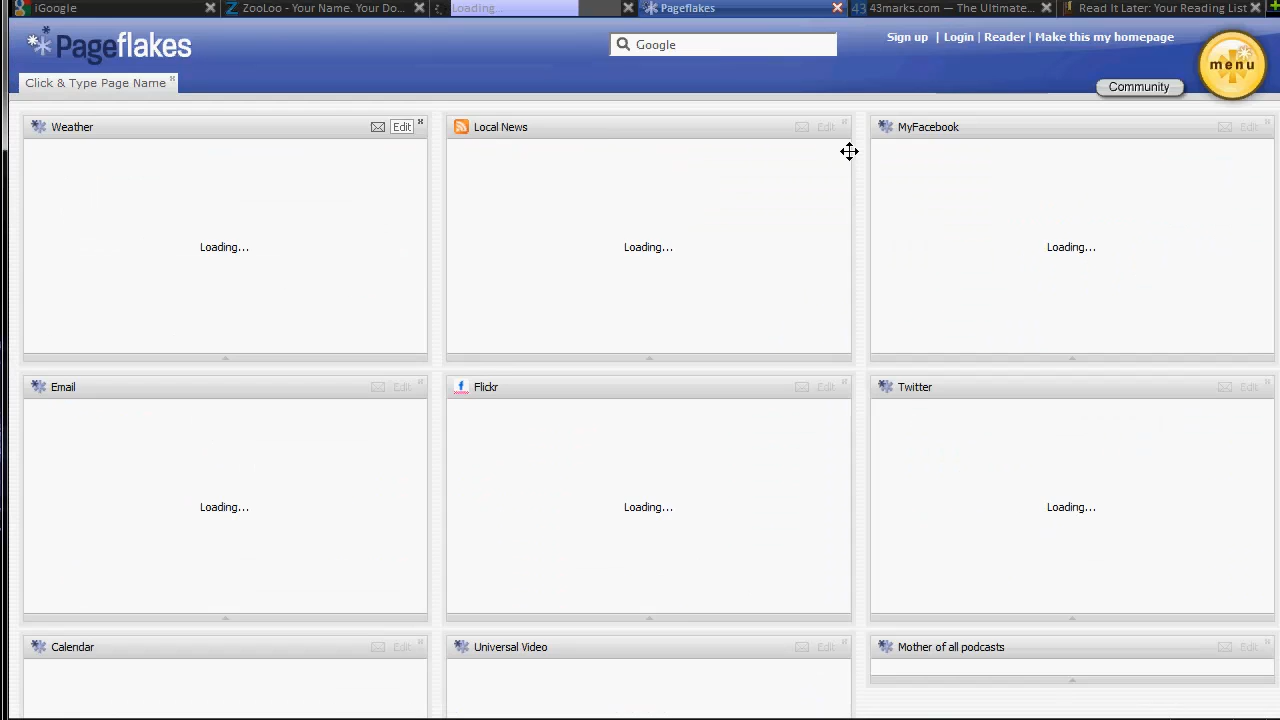 iGoogle
ZooLoo - Your Name. Your Do...
Loading...
Pageflakes
43 43marks.com — The Ultimate...
Read It Later: Your Reading List
Pageflakes
Google
Sign up | Login | Reader | Make this my homepage
menu
Click & Type Page Name
Community
Weather Edit
Local News Edit
MyFacebook Edit
Loading...
Loading...
Loading...
Email Edit
Flickr Edit
Twitter Edit
Loading...
Loading...
Loading...
Calendar Edit
Universal Video Edit
Mother of all podcasts Edit